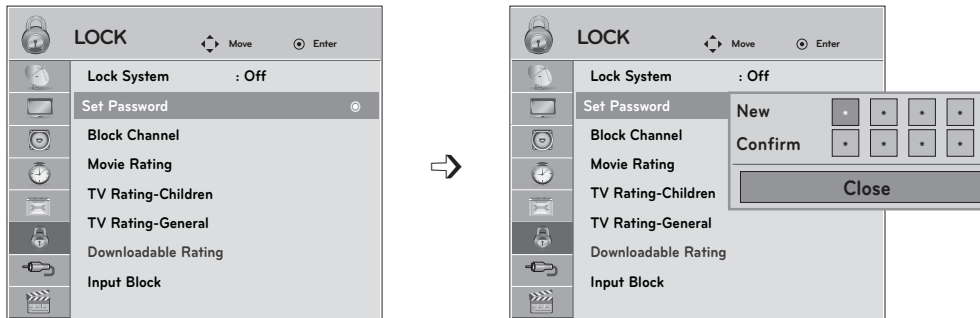 LOCK Move Enter
Lock System : Off
Set Password
Block Channel
Movie Rating
TV Rating-Children
TV Rating-General
Downloadable Rating
Input Block
LOCK Move Enter
Lock System : Off
Set Password
Block Channel
Movie Rating
TV Rating-Children
TV Rating-General
Downloadable Rating
Input Block
New * * * *
Confirm * * * *
Close